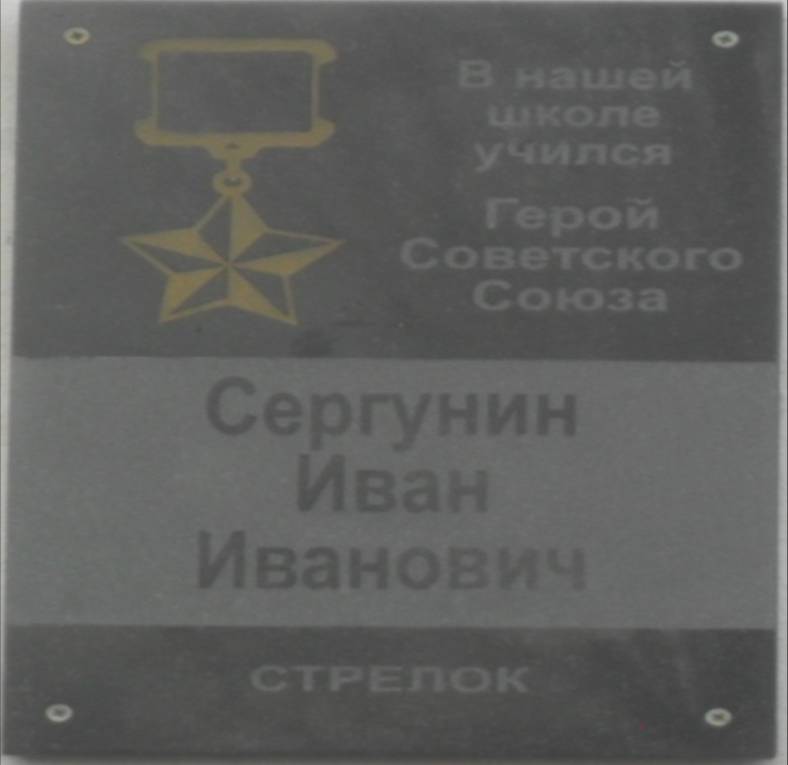 В нашей
школе
учился
Герой
Советского
Союза
Сергунин
Иван
Иванович
СТРЕЛОК